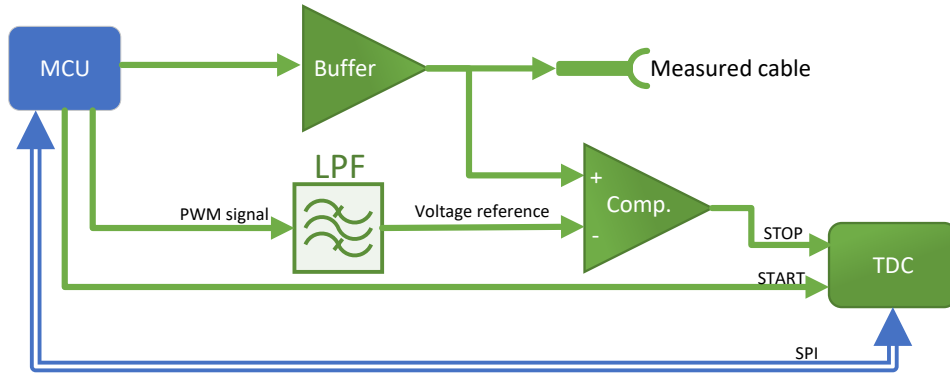 MCU
Buffer
Measured cable
LPF
PWM signal
Voltage reference
+
Comp.
-
STOP
TDC
START
SPI